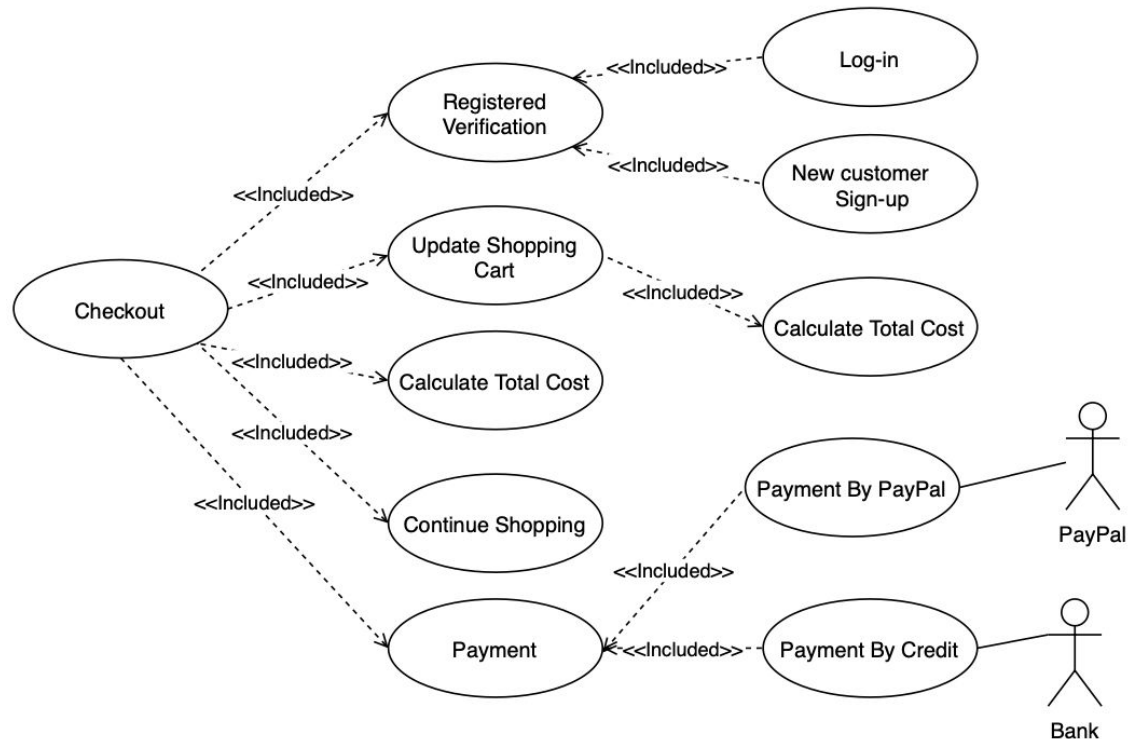 Log-in
<<Included>>
Registered
Verification
<<Included>>
New customer
Sign-up
<<Included>>
Update Shopping
Cart
<<Included>>
<<Included>>
Checkout
Calculate Total Cost
<<Included>>
Calculate Total Cost
<<Included>>
Payment By PayPal
<<Included>>
Continue Shopping
PayPal
<<Included>>
Payment
<<Included>>
Payment By Credit
Bank